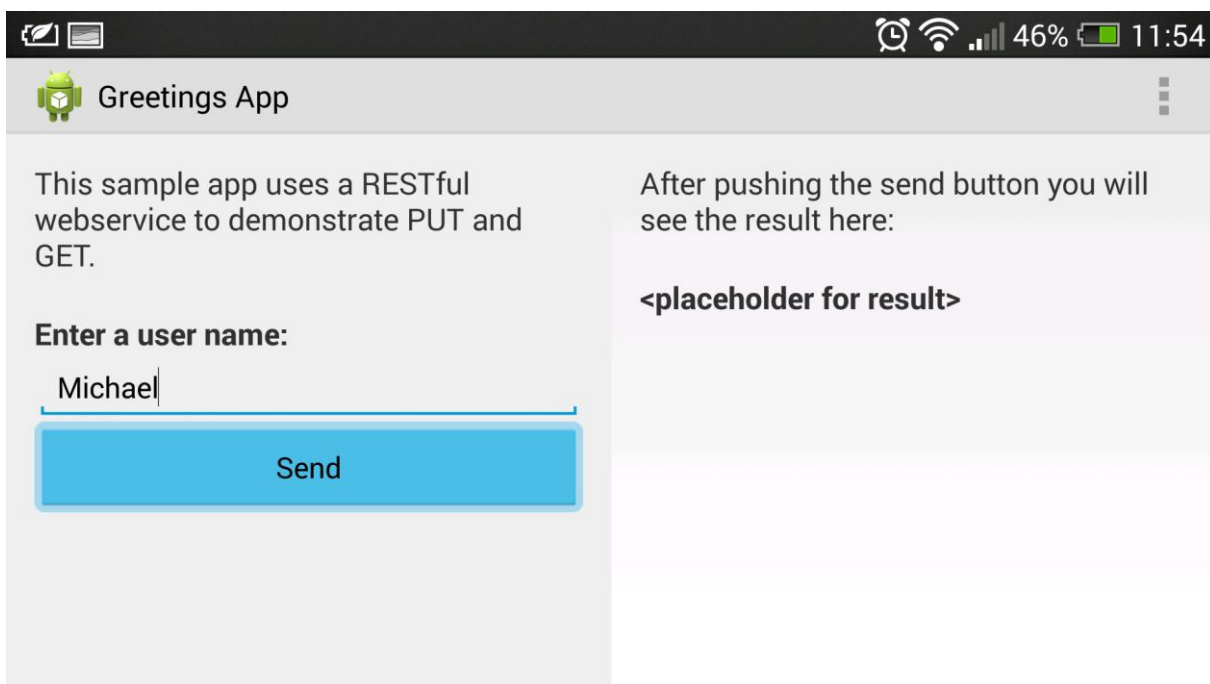 46% 11:54
Greetings App
This sample app uses a RESTful
webservice to demonstrate PUT and
GET.
Enter a user name:
Michael
Send
After pushing the send button you will
see the result here:
<placeholder for result>